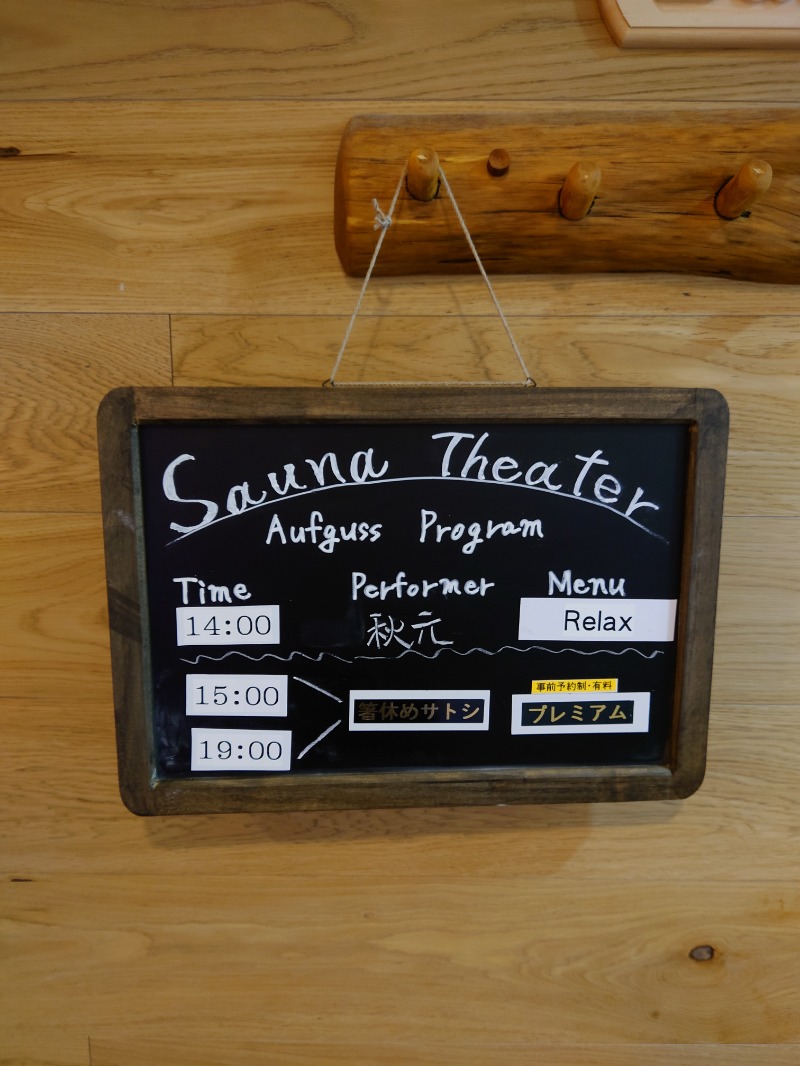 Sauna Theater
Aufguss Program
Time Performer Menu
14:00 秋元 Relax
事前予約制・有料
15:00 箸休めサトシ プレミアム
19:00